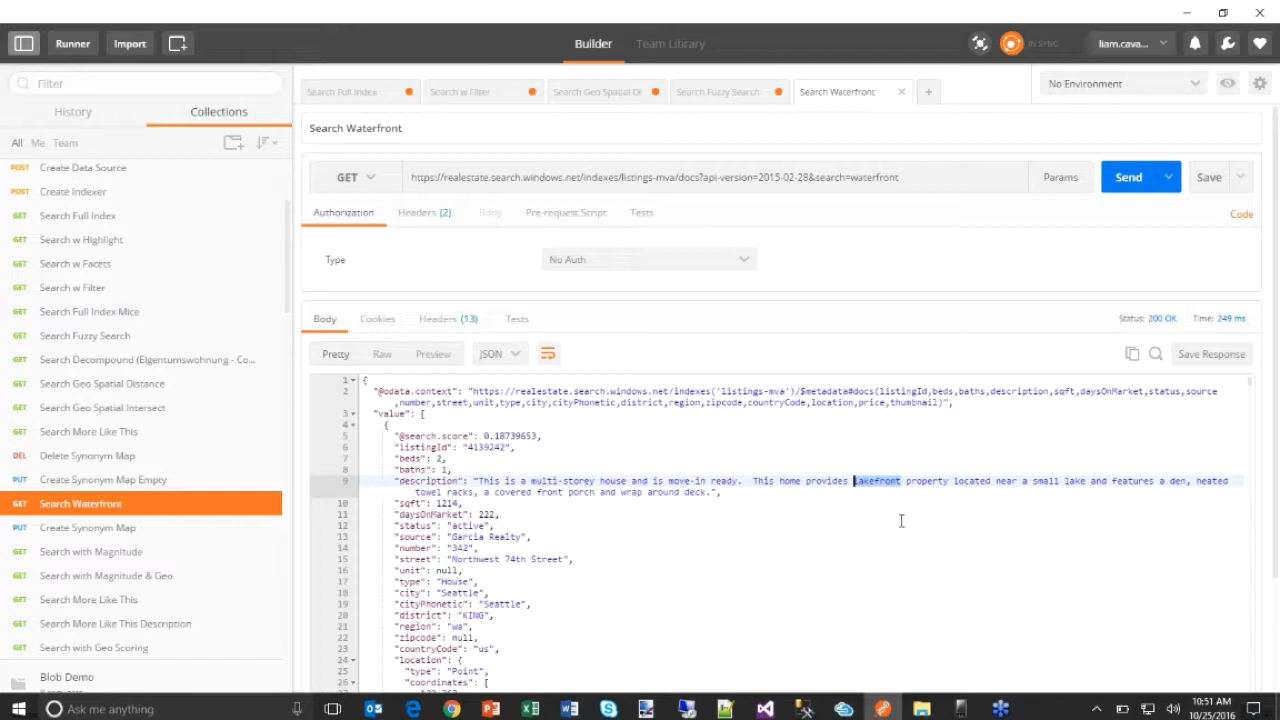 Runner
Import
Builder
Team Library
IN SYNC
liam.cava...
Filter
History
Collections
All Me Team
POST Create Data Source
POST Create Indexer
GET Search Full Index
GET Search w Highlight
GET Search w Facets
GET Search w Filter
GET Search Full Index Mice
GET Search Fuzzy Search
GET Search Decompound (Eigentumswohnung - Co...
GET Search Geo Spatial Distance
GET Search Geo Spatial Intersect
GET Search More Like This
DEL Delete Synonym Map
PUT Create Synonym Map Empty
GET Search Waterfront
PUT Create Synonym Map
GET Search with Magnitude
GET Search with Magnitude & Geo
GET Search More Like This
GET Search More Like This Description
GET Search with Geo Scoring
Blob Demo
Search Full Index
Search w Filter
Search Geo Spatial Di
Search Fuzzy Search
Search Waterfront
No Environment
Search Waterfront
GET https://realestate.search.windows.net/indexes/listings-mva/docs?api-version=2015-02-28&search=waterfront Params Send Save
Authorization Headers (2) Body Pre-request Script Tests Code
Type No Auth
Body Cookies Headers (13) Tests Status: 200 OK Time: 249 ms
Pretty Raw Preview JSON Save Response
1 {
2 "@odata.context": "https://realestate.search.windows.net/indexes('listings-mva')/$metadata#docs(listingId,beds,baths,description,sqft,daysOnMarket,status,source
,number,street,unit,type,city,cityPhonetic,district,region,zipcode,countryCode,location,price,thumbnail)",
3 "value": [
4 {
5 "@search.score": 0.18739653,
6 "listingId": "4139242",
7 "beds": 2,
8 "baths": 1,
9 "description": "This is a multi-storey house and is move-in ready.  This home provides lakefront property located near a small lake and features a den, heated
towel racks, a covered front porch and wrap around deck.",
10 "sqft": 1214,
11 "daysOnMarket": 222,
12 "status": "active",
13 "source": "Garcia Realty",
14 "number": "342",
15 "street": "Northwest 74th Street",
16 "unit": null,
17 "type": "House",
18 "city": "Seattle",
19 "cityPhonetic": "Seattle",
20 "district": "KING",
21 "region": "wa",
22 "zipcode": null,
23 "countryCode": "us",
24 "location": {
25 "type": "Point",
26 "coordinates": [
Ask me anything
10:51 AM
10/25/2016